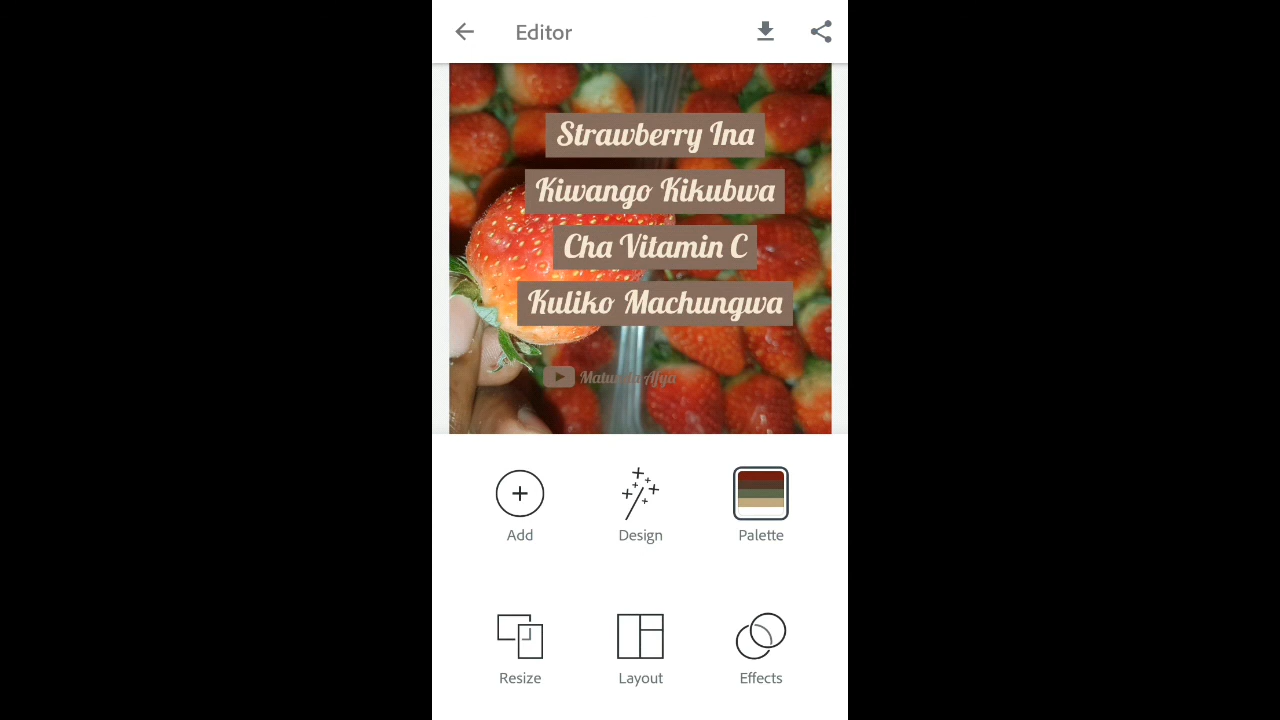 Editor
Strawberry Ina
Kiwango Kikubwa
Cha Vitamin C
Kuliko Machungwa
Add
Design
Palette
Resize
Layout
Effects